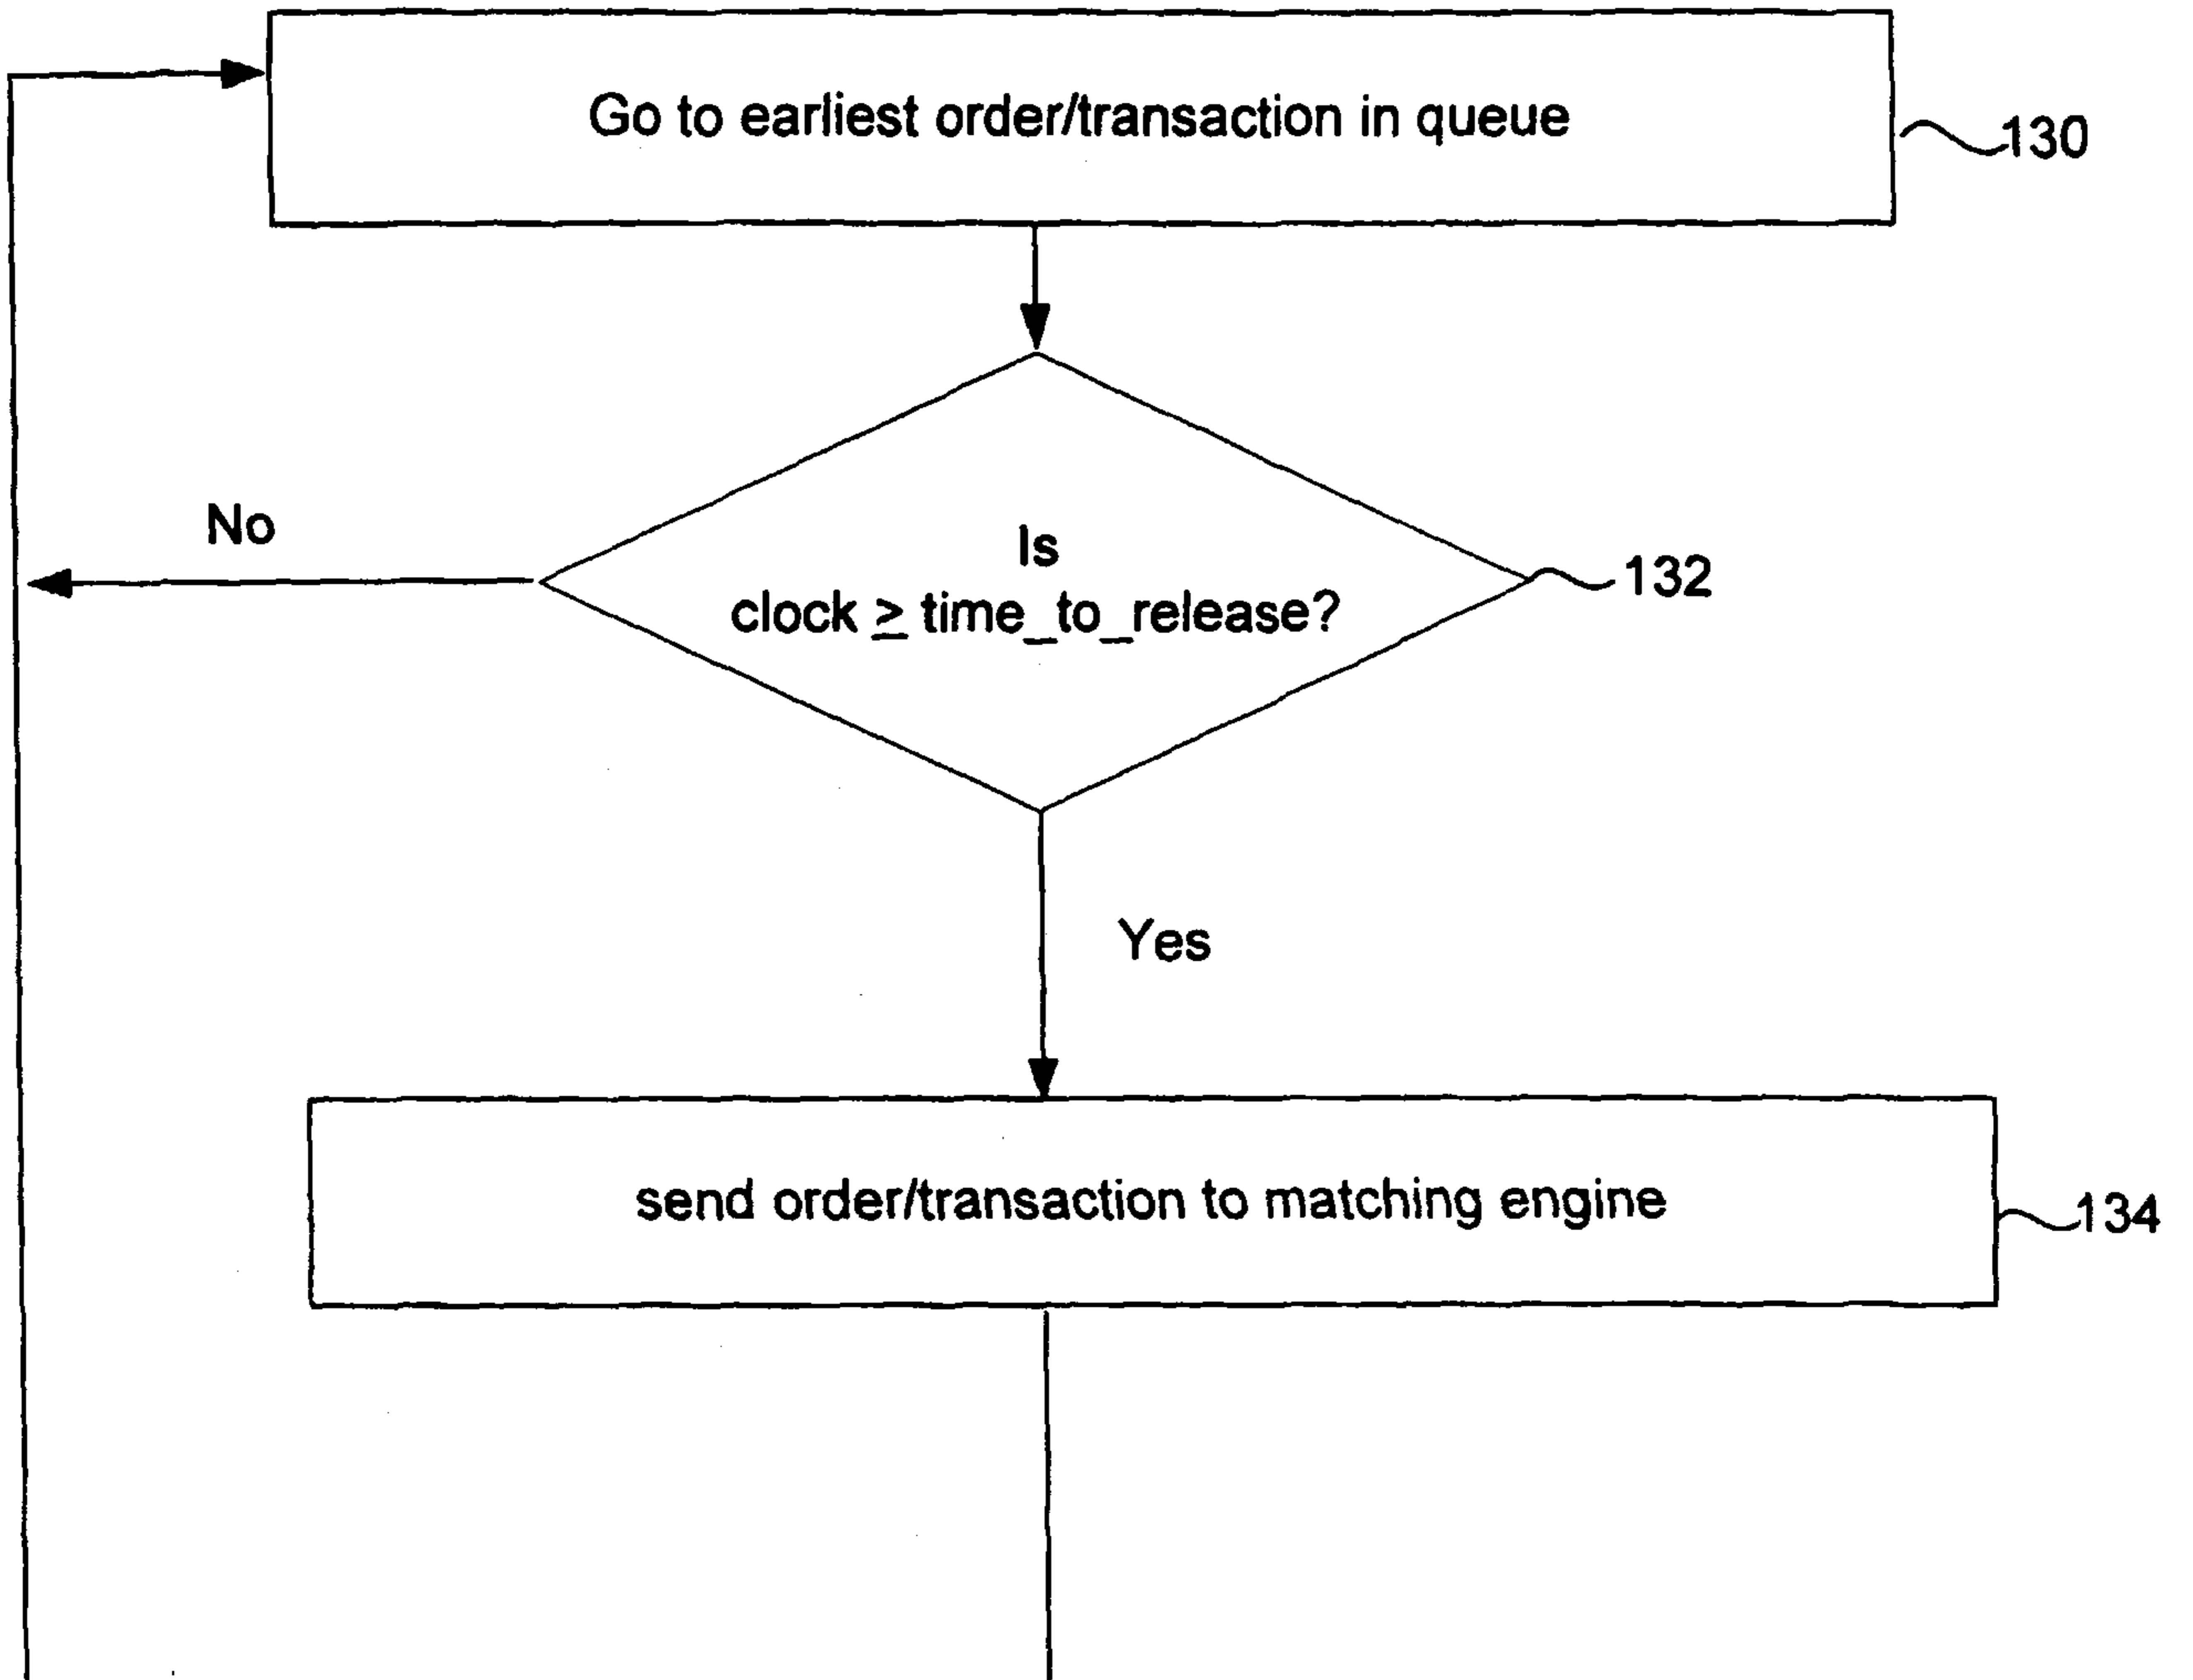 Go to earliest order/transaction in queue
130
No
Is
clock ≥ time_to_release?
132
Yes
send order/transaction to matching engine
134